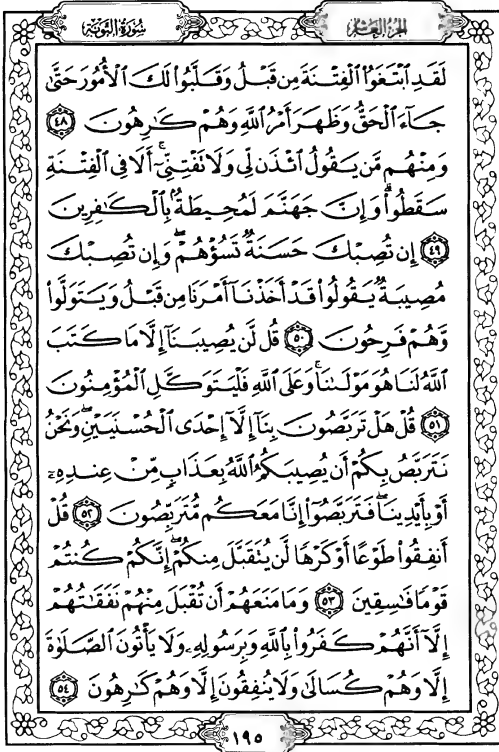 سُورَةُ التَّوْبَةِ
الجُزْءُ العَاشِرُ
لَقَدِ ٱبۡتَغَوُاْ ٱلۡفِتۡنَةَ مِن قَبۡلُ وَقَلَّبُواْ لَكَ ٱلۡأُمُورَ حَتَّىٰ
جَآءَ ٱلۡحَقُّ وَظَهَرَ أَمۡرُ ٱللَّهِ وَهُمۡ كَٰرِهُونَ ٤٨
وَمِنۡهُم مَّن يَقُولُ ٱئۡذَن لِّي وَلَا تَفۡتِنِّيٓۚ أَلَا فِي ٱلۡفِتۡنَةِ
سَقَطُواْۗ وَإِنَّ جَهَنَّمَ لَمُحِيطَةُۢ بِٱلۡكَٰفِرِينَ
٤٩ إِن تُصِبۡكَ حَسَنَةٞ تَسُؤۡهُمۡۖ وَإِن تُصِبۡكَ
مُصِيبَةٞ يَقُولُواْ قَدۡ أَخَذۡنَآ أَمۡرَنَا مِن قَبۡلُ وَيَتَوَلَّواْ
وَّهُمۡ فَرِحُونَ ٥٠ قُل لَّن يُصِيبَنَآ إِلَّا مَا كَتَبَ
ٱللَّهُ لَنَا هُوَ مَوۡلَىٰنَاۚ وَعَلَى ٱللَّهِ فَلۡيَتَوَكَّلِ ٱلۡمُؤۡمِنُونَ
٥١ قُلۡ هَلۡ تَرَبَّصُونَ بِنَآ إِلَّآ إِحۡدَى ٱلۡحُسۡنَيَيۡنِۖ وَنَحۡنُ
نَتَرَبَّصُ بِكُمۡ أَن يُصِيبَكُمُ ٱللَّهُ بِعَذَابٖ مِّنۡ عِندِهِۦٓ
أَوۡ بِأَيۡدِينَاۖ فَتَرَبَّصُوٓاْ إِنَّا مَعَكُم مُّتَرَبِّصُونَ ٥٢ قُلۡ
أَنفِقُواْ طَوۡعًا أَوۡ كَرۡهٗا لَّن يُتَقَبَّلَ مِنكُمۡۖ إِنَّكُمۡ كُنتُمۡ
قَوۡمٗا فَٰسِقِينَ ٥٣ وَمَا مَنَعَهُمۡ أَن تُقۡبَلَ مِنۡهُمۡ نَفَقَٰتُهُمۡ
إِلَّآ أَنَّهُمۡ كَفَرُواْ بِٱللَّهِ وَبِرَسُولِهِۦ وَلَا يَأۡتُونَ ٱلصَّلَوٰةَ
إِلَّا وَهُمۡ كُسَالَىٰ وَلَا يُنفِقُونَ إِلَّا وَهُمۡ كَٰرِهُونَ ٥٤
١٩٥